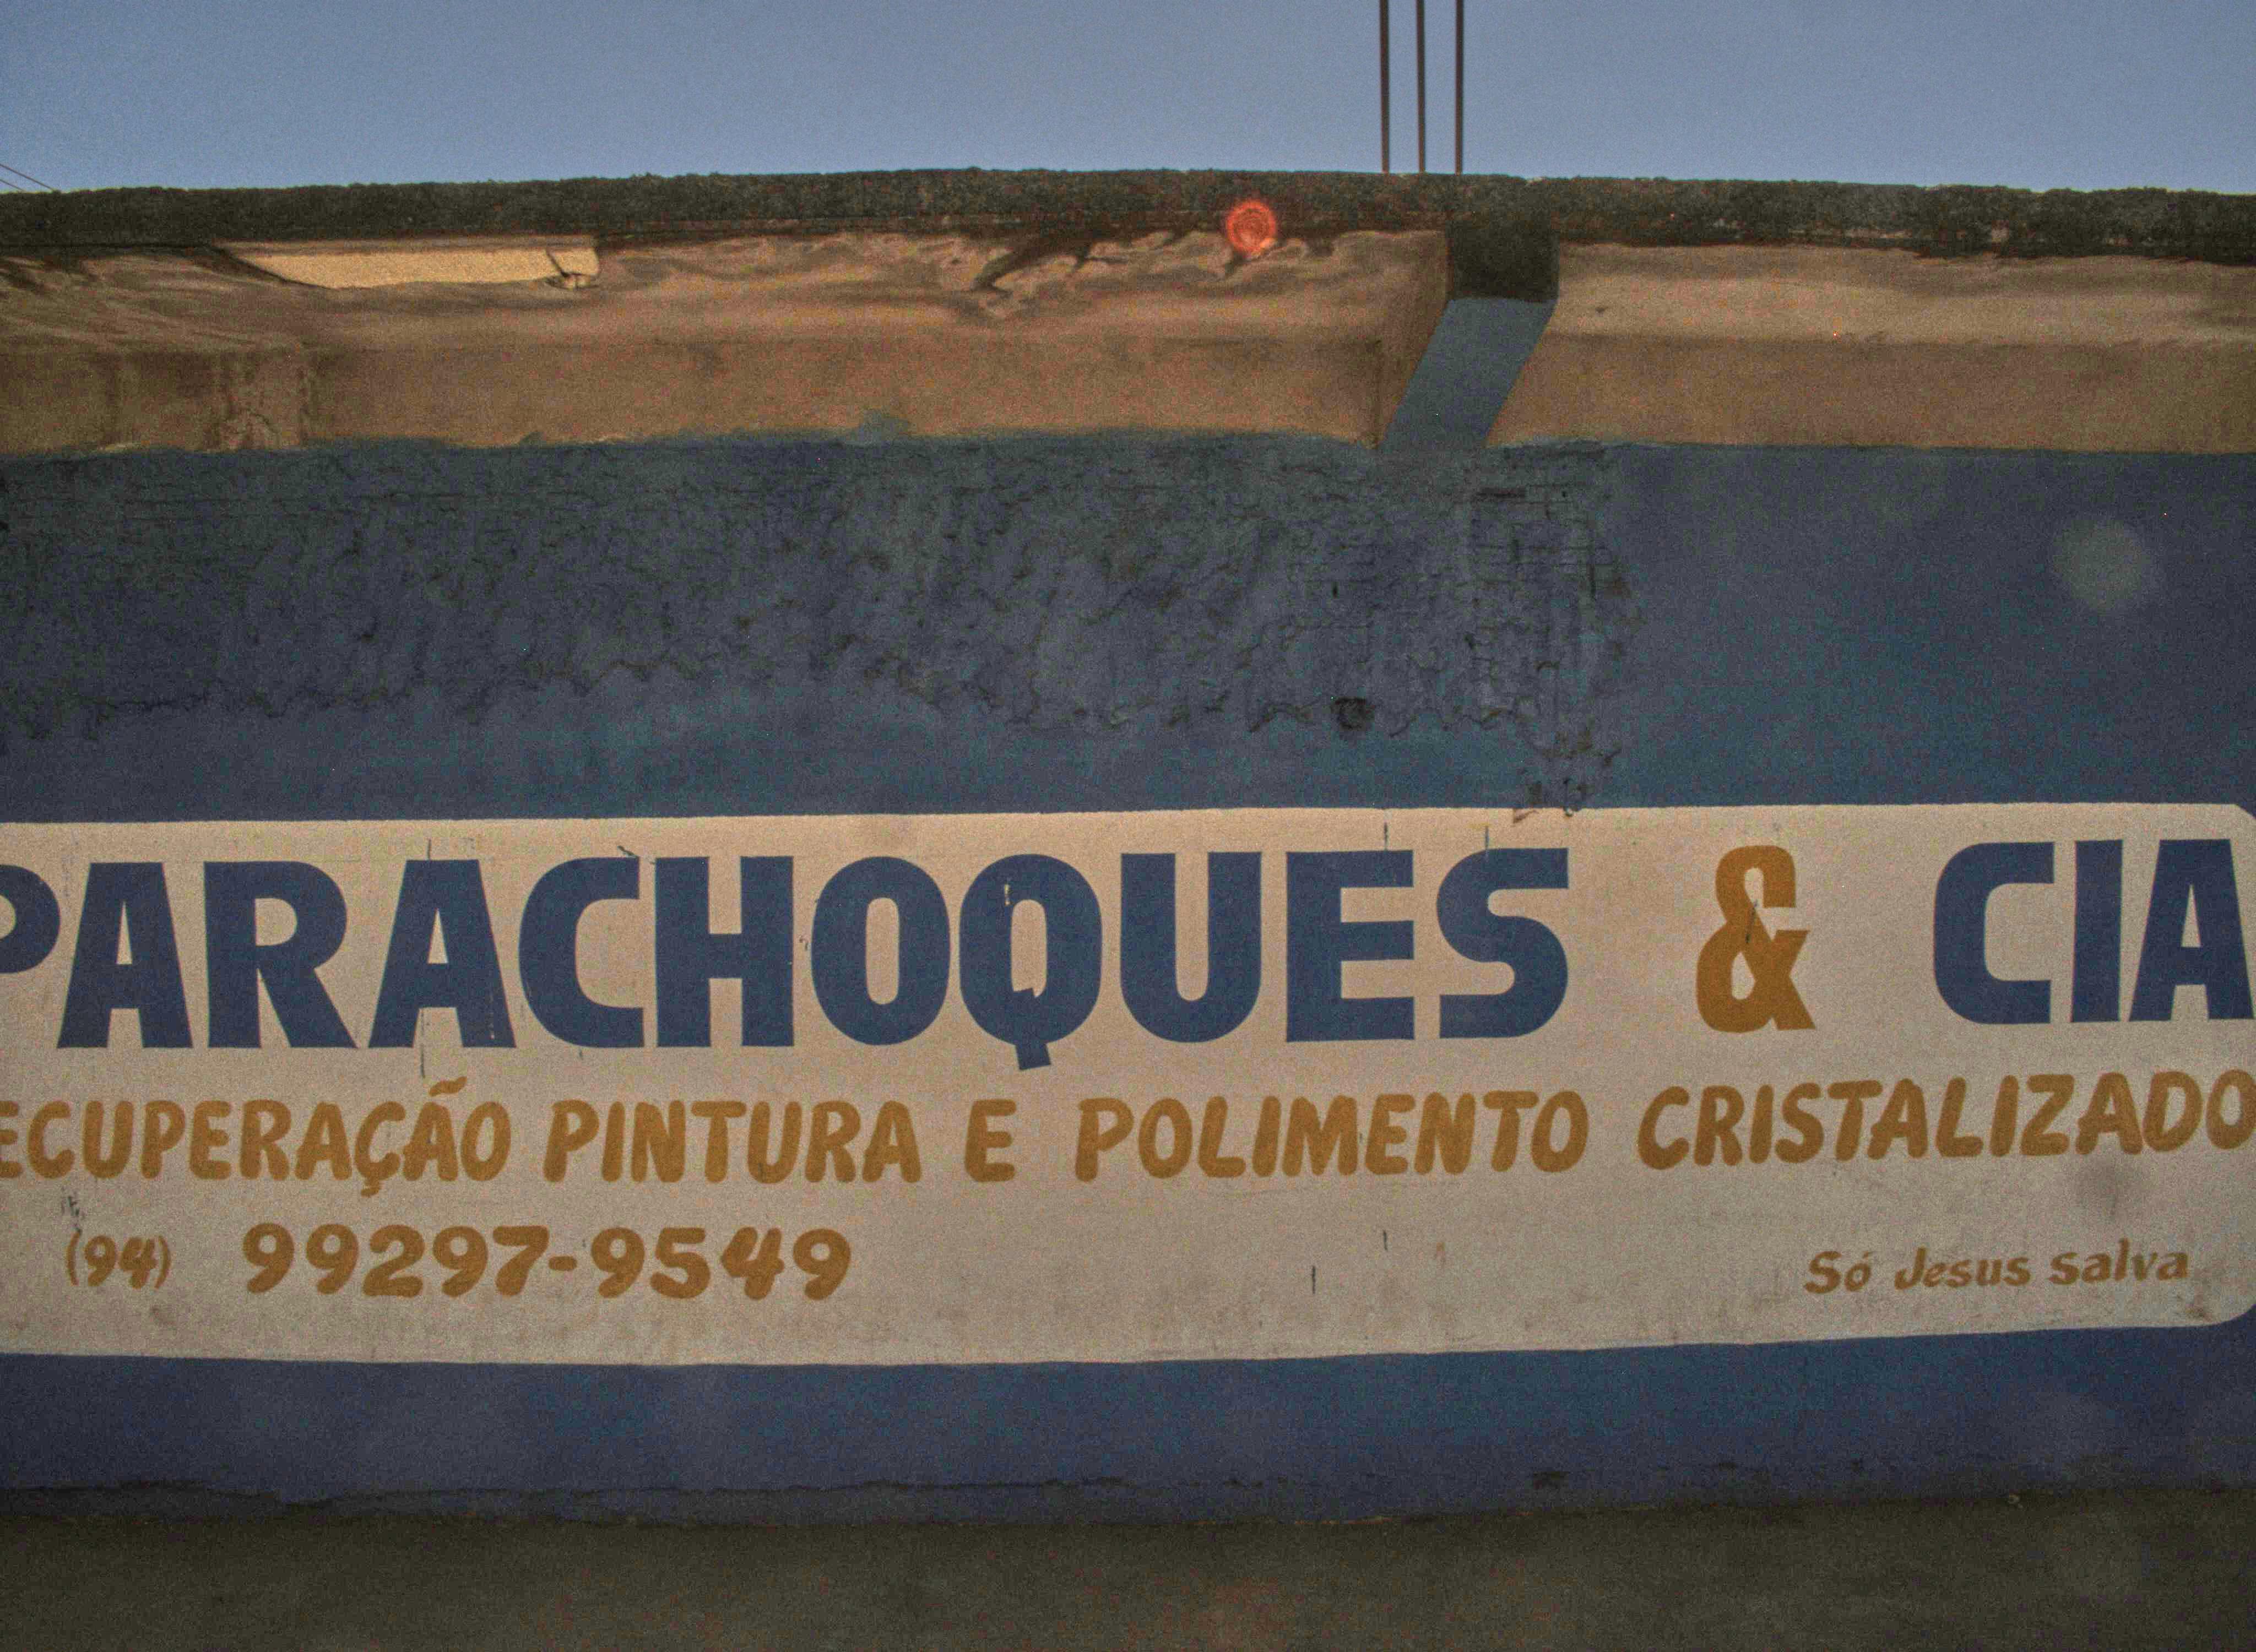 PARACHOQUES & CIA
ECUPERAÇÃO PINTURA E POLIMENTO CRISTALIZADO
(94) 99297-9549
Só Jesus salva